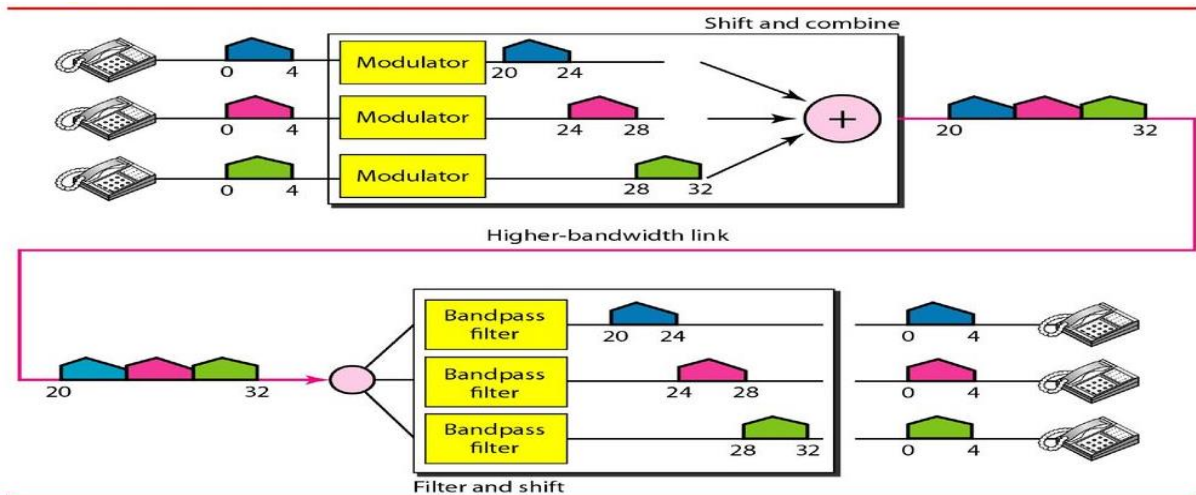 Shift and combine
0 4 Modulator 20 24
0 4 Modulator 24 28
0 4 Modulator 28 32
+
20 32
Higher-bandwidth link
20 32
Bandpass
filter
20 24
0 4
Bandpass
filter
24 28
0 4
Bandpass
filter
28 32
0 4
Filter and shift